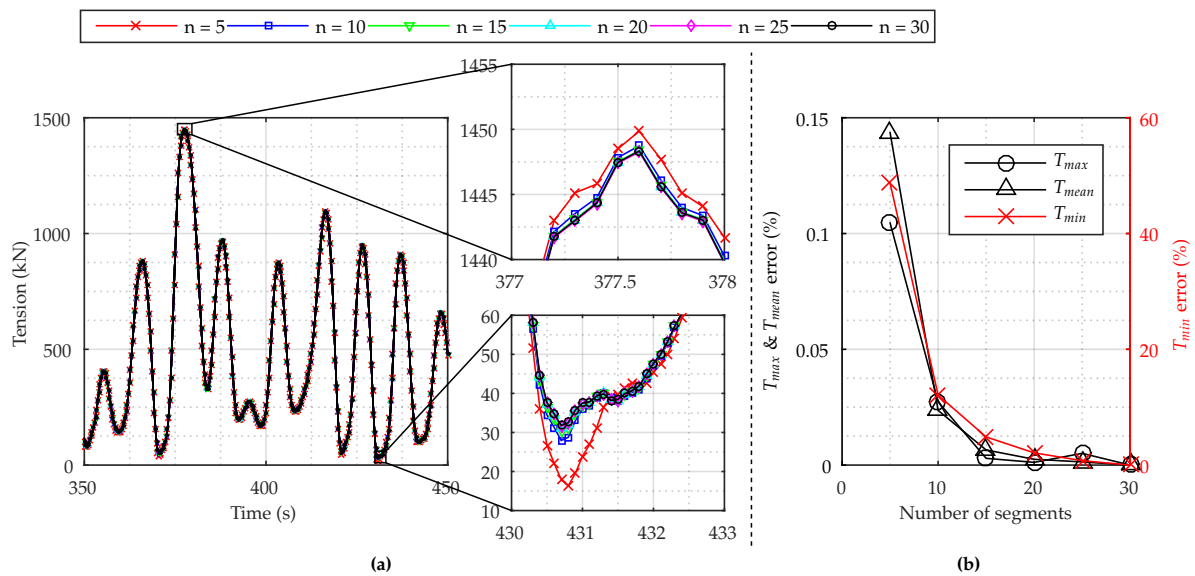 n = 5 n = 10 n = 15 n = 20 n = 25 n = 30
Tension (kN)
1500
1000
500
0
350 400 450
Time (s)
1455
1450
1445
1440
377 377.5 378
60
50
40
30
20
10
430 431 432 433
(a)
T_max & T_mean error (%)
0.15
0.1
0.05
0
0 10 20 30
Number of segments
60
40
20
0
T_min error (%)
T_max
T_mean
T_min
(b)